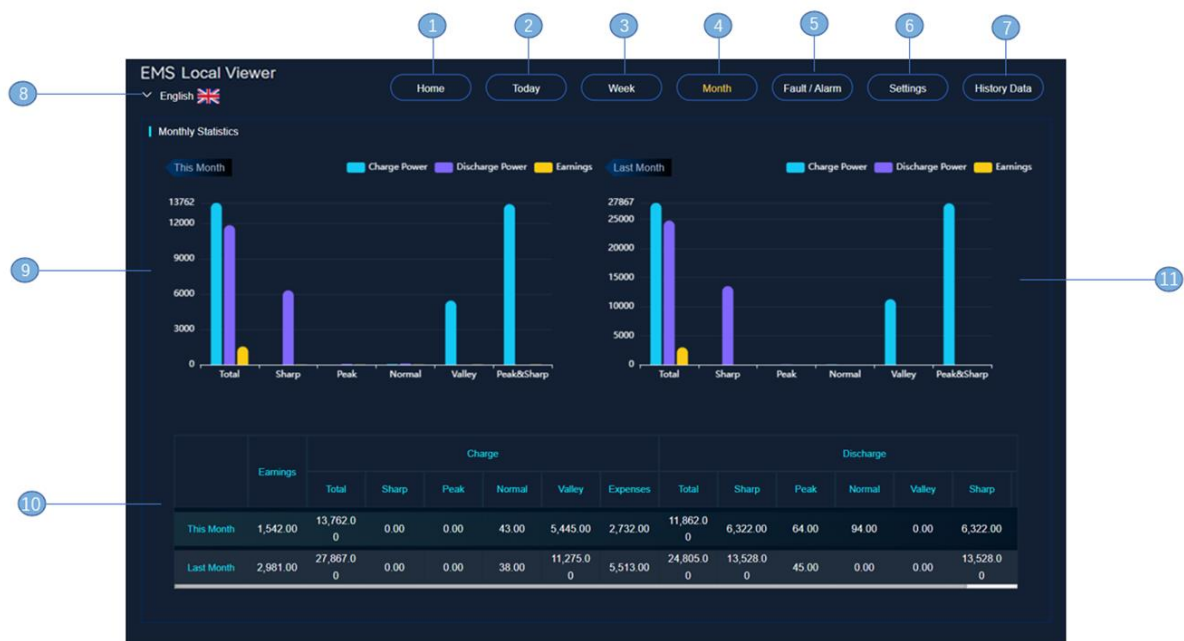 1 2 3 4 5 6 7
EMS Local Viewer
8 English
Home Today Week Month Fault / Alarm Settings History Data
Monthly Statistics
This Month Charge Power Discharge Power Earnings Last Month Charge Power Discharge Power Earnings
13762 27867
12000 25000
9000 20000
9 15000 11
6000 10000
3000 5000
0 0
Total Sharp Peak Normal Valley Peak&Sharp Total Sharp Peak Normal Valley Peak&Sharp
Earnings Charge Discharge
Total Sharp Peak Normal Valley Expenses Total Sharp Peak Normal Valley Sharp
10
This Month 1,542.00 13,762.0 0.00 0.00 43.00 5,445.00 2,732.00 11,862.0 6,322.00 64.00 94.00 0.00 6,322.00
0 0
Last Month 2,981.00 27,867.0 0.00 0.00 38.00 11,275.0 5,513.00 24,805.0 13,528.0 45.00 0.00 0.00 13,528.0
0 0 0 0 0